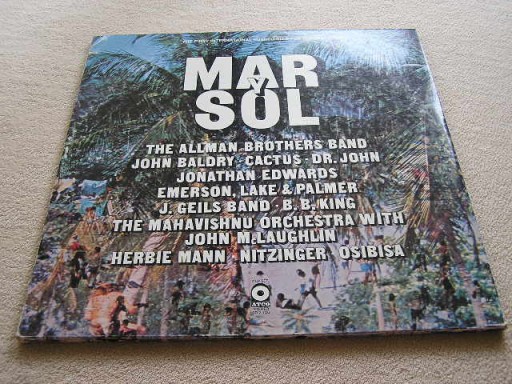 MAR
Y
SOL
THE ALLMAN BROTHERS BAND
JOHN BALDRY · CACTUS · DR. JOHN
JONATHAN EDWARDS
EMERSON, LAKE & PALMER
J. GEILS BAND · B. B. KING
THE MAHAVISHNU ORCHESTRA WITH
JOHN McLAUGHLIN
HERBIE MANN · NITZINGER · OSIBISA
ATCO